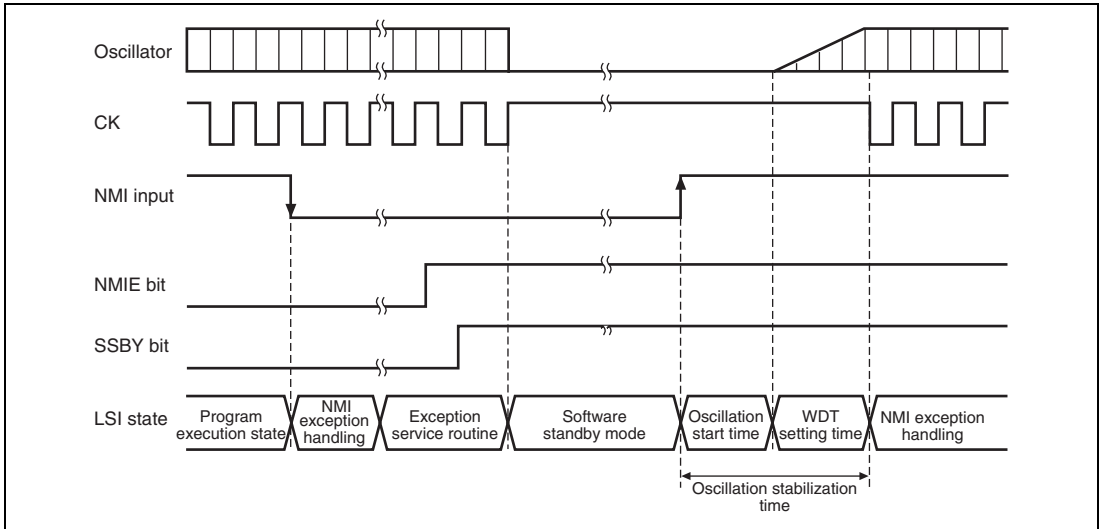 Oscillator
CK
NMI input
NMIE bit
SSBY bit
LSI state
Program
execution state
NMI
exception
handling
Exception
service routine
Software
standby mode
Oscillation
start time
WDT
setting time
NMI exception
handling
Oscillation stabilization
time